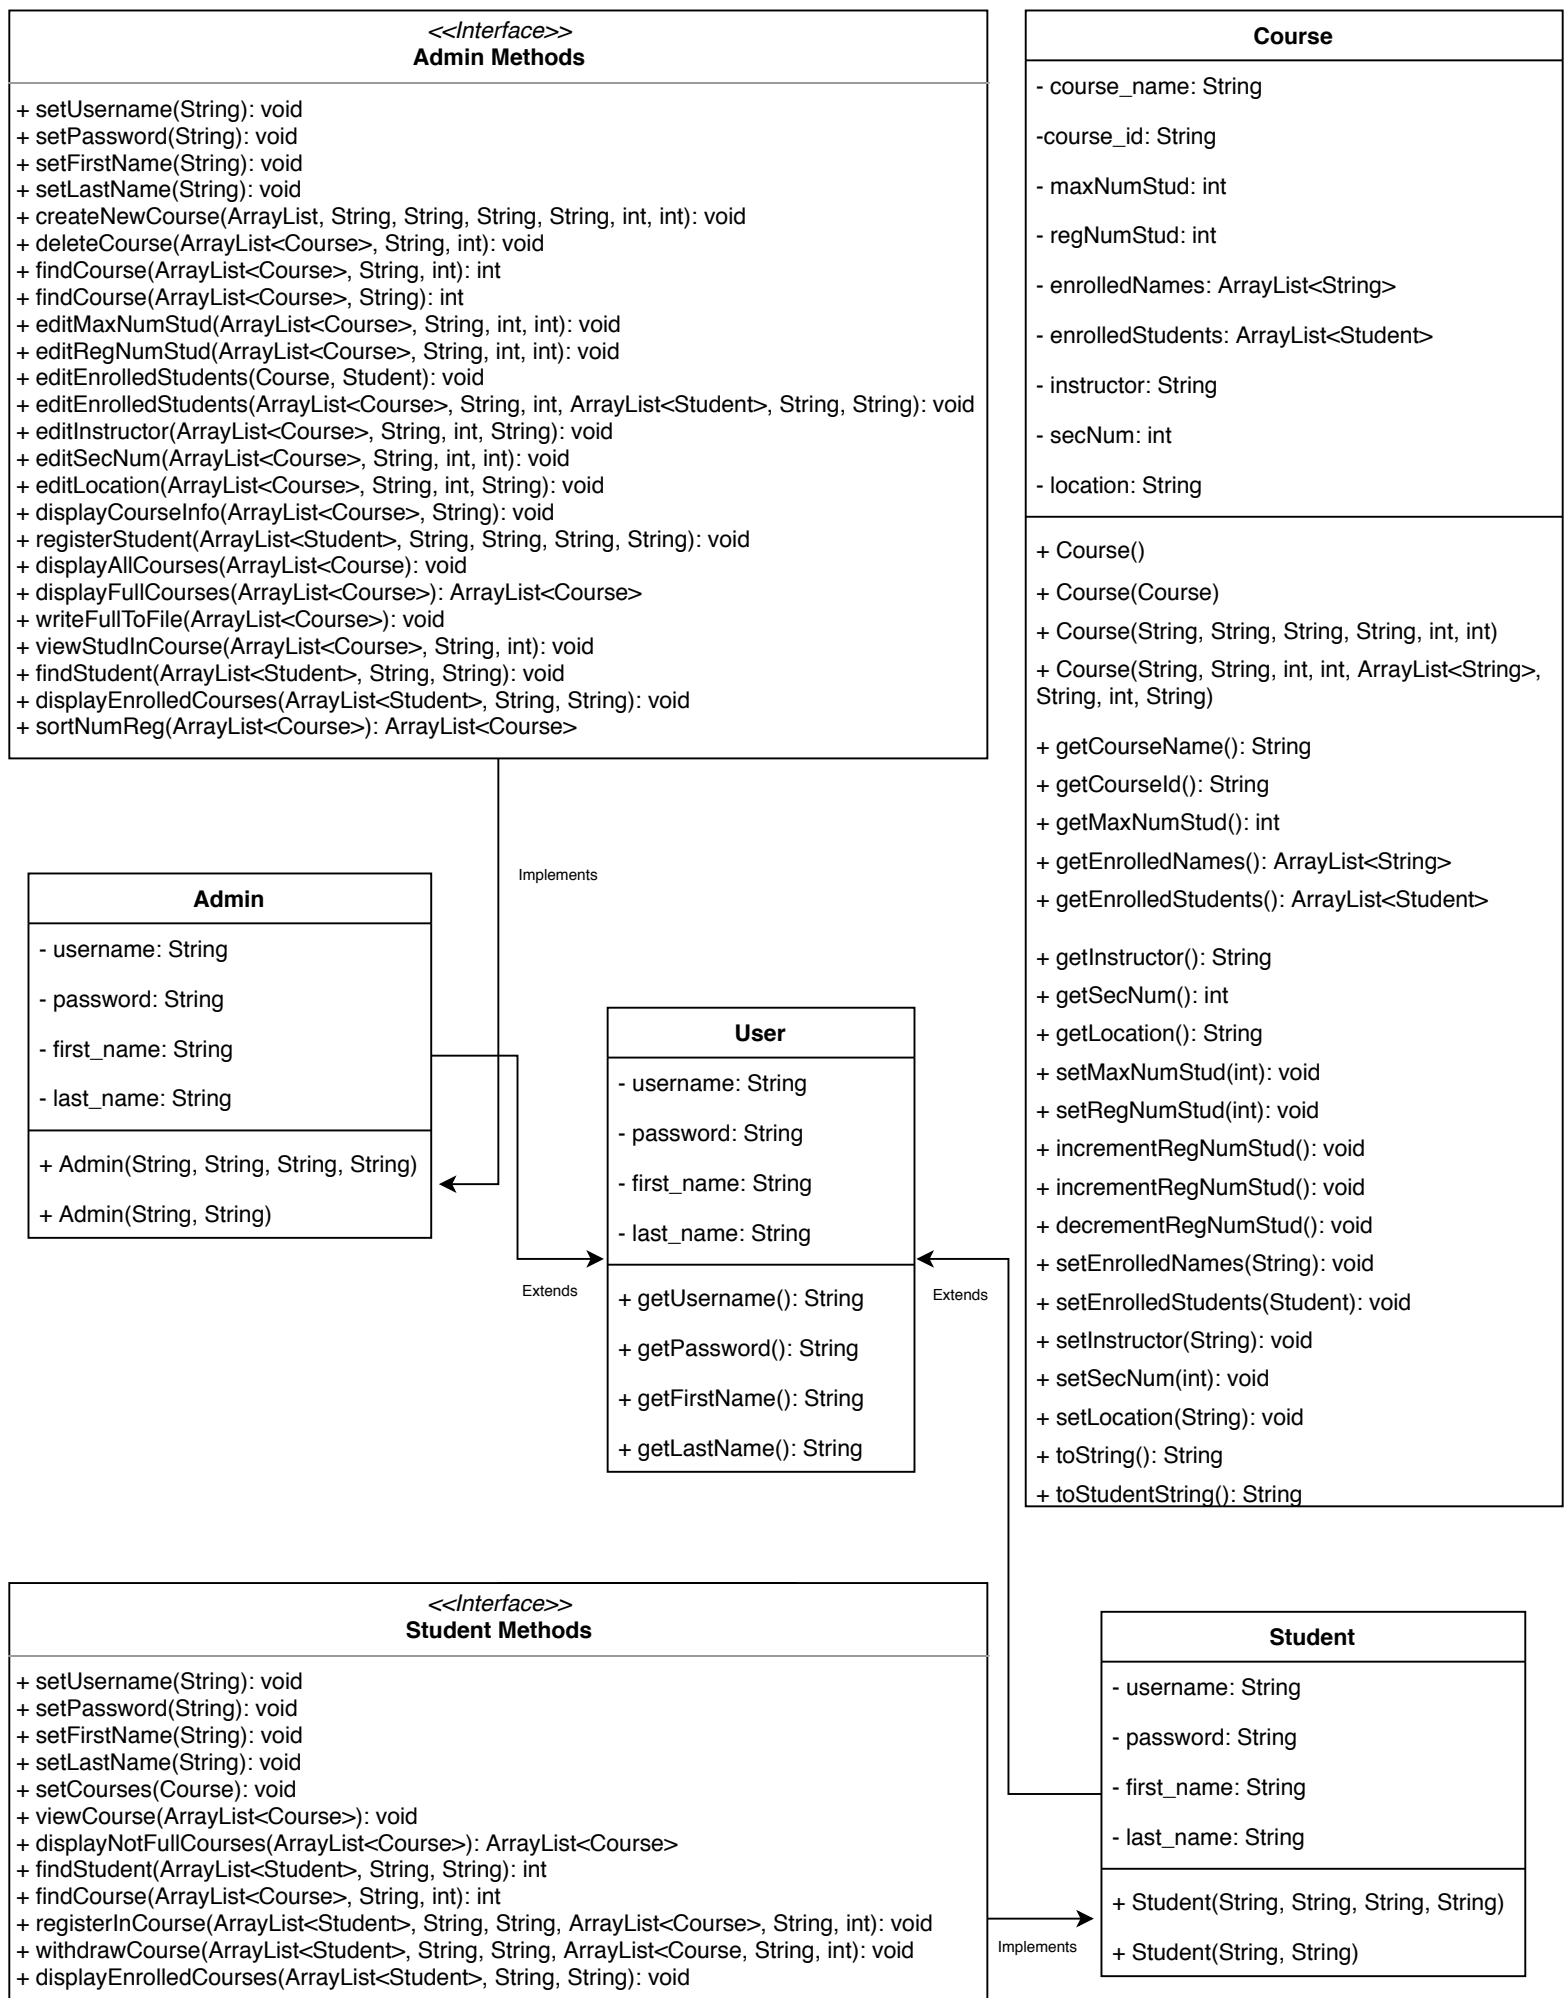 <<Interface>>
Admin Methods
+ setUsername(String): void
+ setPassword(String): void
+ setFirstName(String): void
+ setLastName(String): void
+ createNewCourse(ArrayList, String, String, String, String, int, int): void
+ deleteCourse(ArrayList<Course>, String, int): void
+ findCourse(ArrayList<Course>, String, int): int
+ findCourse(ArrayList<Course>, String): int
+ editMaxNumStud(ArrayList<Course>, String, int, int): void
+ editRegNumStud(ArrayList<Course>, String, int, int): void
+ editEnrolledStudents(Course, Student): void
+ editEnrolledStudents(ArrayList<Course>, String, int, ArrayList<Student>, String, String): void
+ editInstructor(ArrayList<Course>, String, int, String): void
+ editSecNum(ArrayList<Course>, String, int, int): void
+ editLocation(ArrayList<Course>, String, int, String): void
+ displayCourseInfo(ArrayList<Course>, String): void
+ registerStudent(ArrayList<Student>, String, String, String, String): void
+ displayAllCourses(ArrayList<Course): void
+ displayFullCourses(ArrayList<Course>): ArrayList<Course>
+ writeFullToFile(ArrayList<Course>): void
+ viewStudInCourse(ArrayList<Course>, String, int): void
+ findStudent(ArrayList<Student>, String, String): void
+ displayEnrolledCourses(ArrayList<Student>, String, String): void
+ sortNumReg(ArrayList<Course>): ArrayList<Course>
Course
- course_name: String
-course_id: String
- maxNumStud: int
- regNumStud: int
- enrolledNames: ArrayList<String>
- enrolledStudents: ArrayList<Student>
- instructor: String
- secNum: int
- location: String
+ Course()
+ Course(Course)
+ Course(String, String, String, String, int, int)
+ Course(String, String, int, int, ArrayList<String>,
String, int, String)
+ getCourseName(): String
+ getCourseId(): String
+ getMaxNumStud(): int
+ getEnrolledNames(): ArrayList<String>
+ getEnrolledStudents(): ArrayList<Student>
+ getInstructor(): String
+ getSecNum(): int
+ getLocation(): String
+ setMaxNumStud(int): void
+ setRegNumStud(int): void
+ incrementRegNumStud(): void
+ incrementRegNumStud(): void
+ decrementRegNumStud(): void
+ setEnrolledNames(String): void
+ setEnrolledStudents(Student): void
+ setInstructor(String): void
+ setSecNum(int): void
+ setLocation(String): void
+ toString(): String
+ toStudentString(): String
Implements
Admin
- username: String
- password: String
- first_name: String
- last_name: String
+ Admin(String, String, String, String)
+ Admin(String, String)
Extends
User
- username: String
- password: String
- first_name: String
- last_name: String
+ getUsername(): String
+ getPassword(): String
+ getFirstName(): String
+ getLastName(): String
Extends
<<Interface>>
Student Methods
+ setUsername(String): void
+ setPassword(String): void
+ setFirstName(String): void
+ setLastName(String): void
+ setCourses(Course): void
+ viewCourse(ArrayList<Course>): void
+ displayNotFullCourses(ArrayList<Course>): ArrayList<Course>
+ findStudent(ArrayList<Student>, String, String): int
+ findCourse(ArrayList<Course>, String, int): int
+ registerInCourse(ArrayList<Student>, String, String, ArrayList<Course>, String, int): void
+ withdrawCourse(ArrayList<Student>, String, String, ArrayList<Course, String, int): void
+ displayEnrolledCourses(ArrayList<Student>, String, String): void
Implements
Student
- username: String
- password: String
- first_name: String
- last_name: String
+ Student(String, String, String, String)
+ Student(String, String)